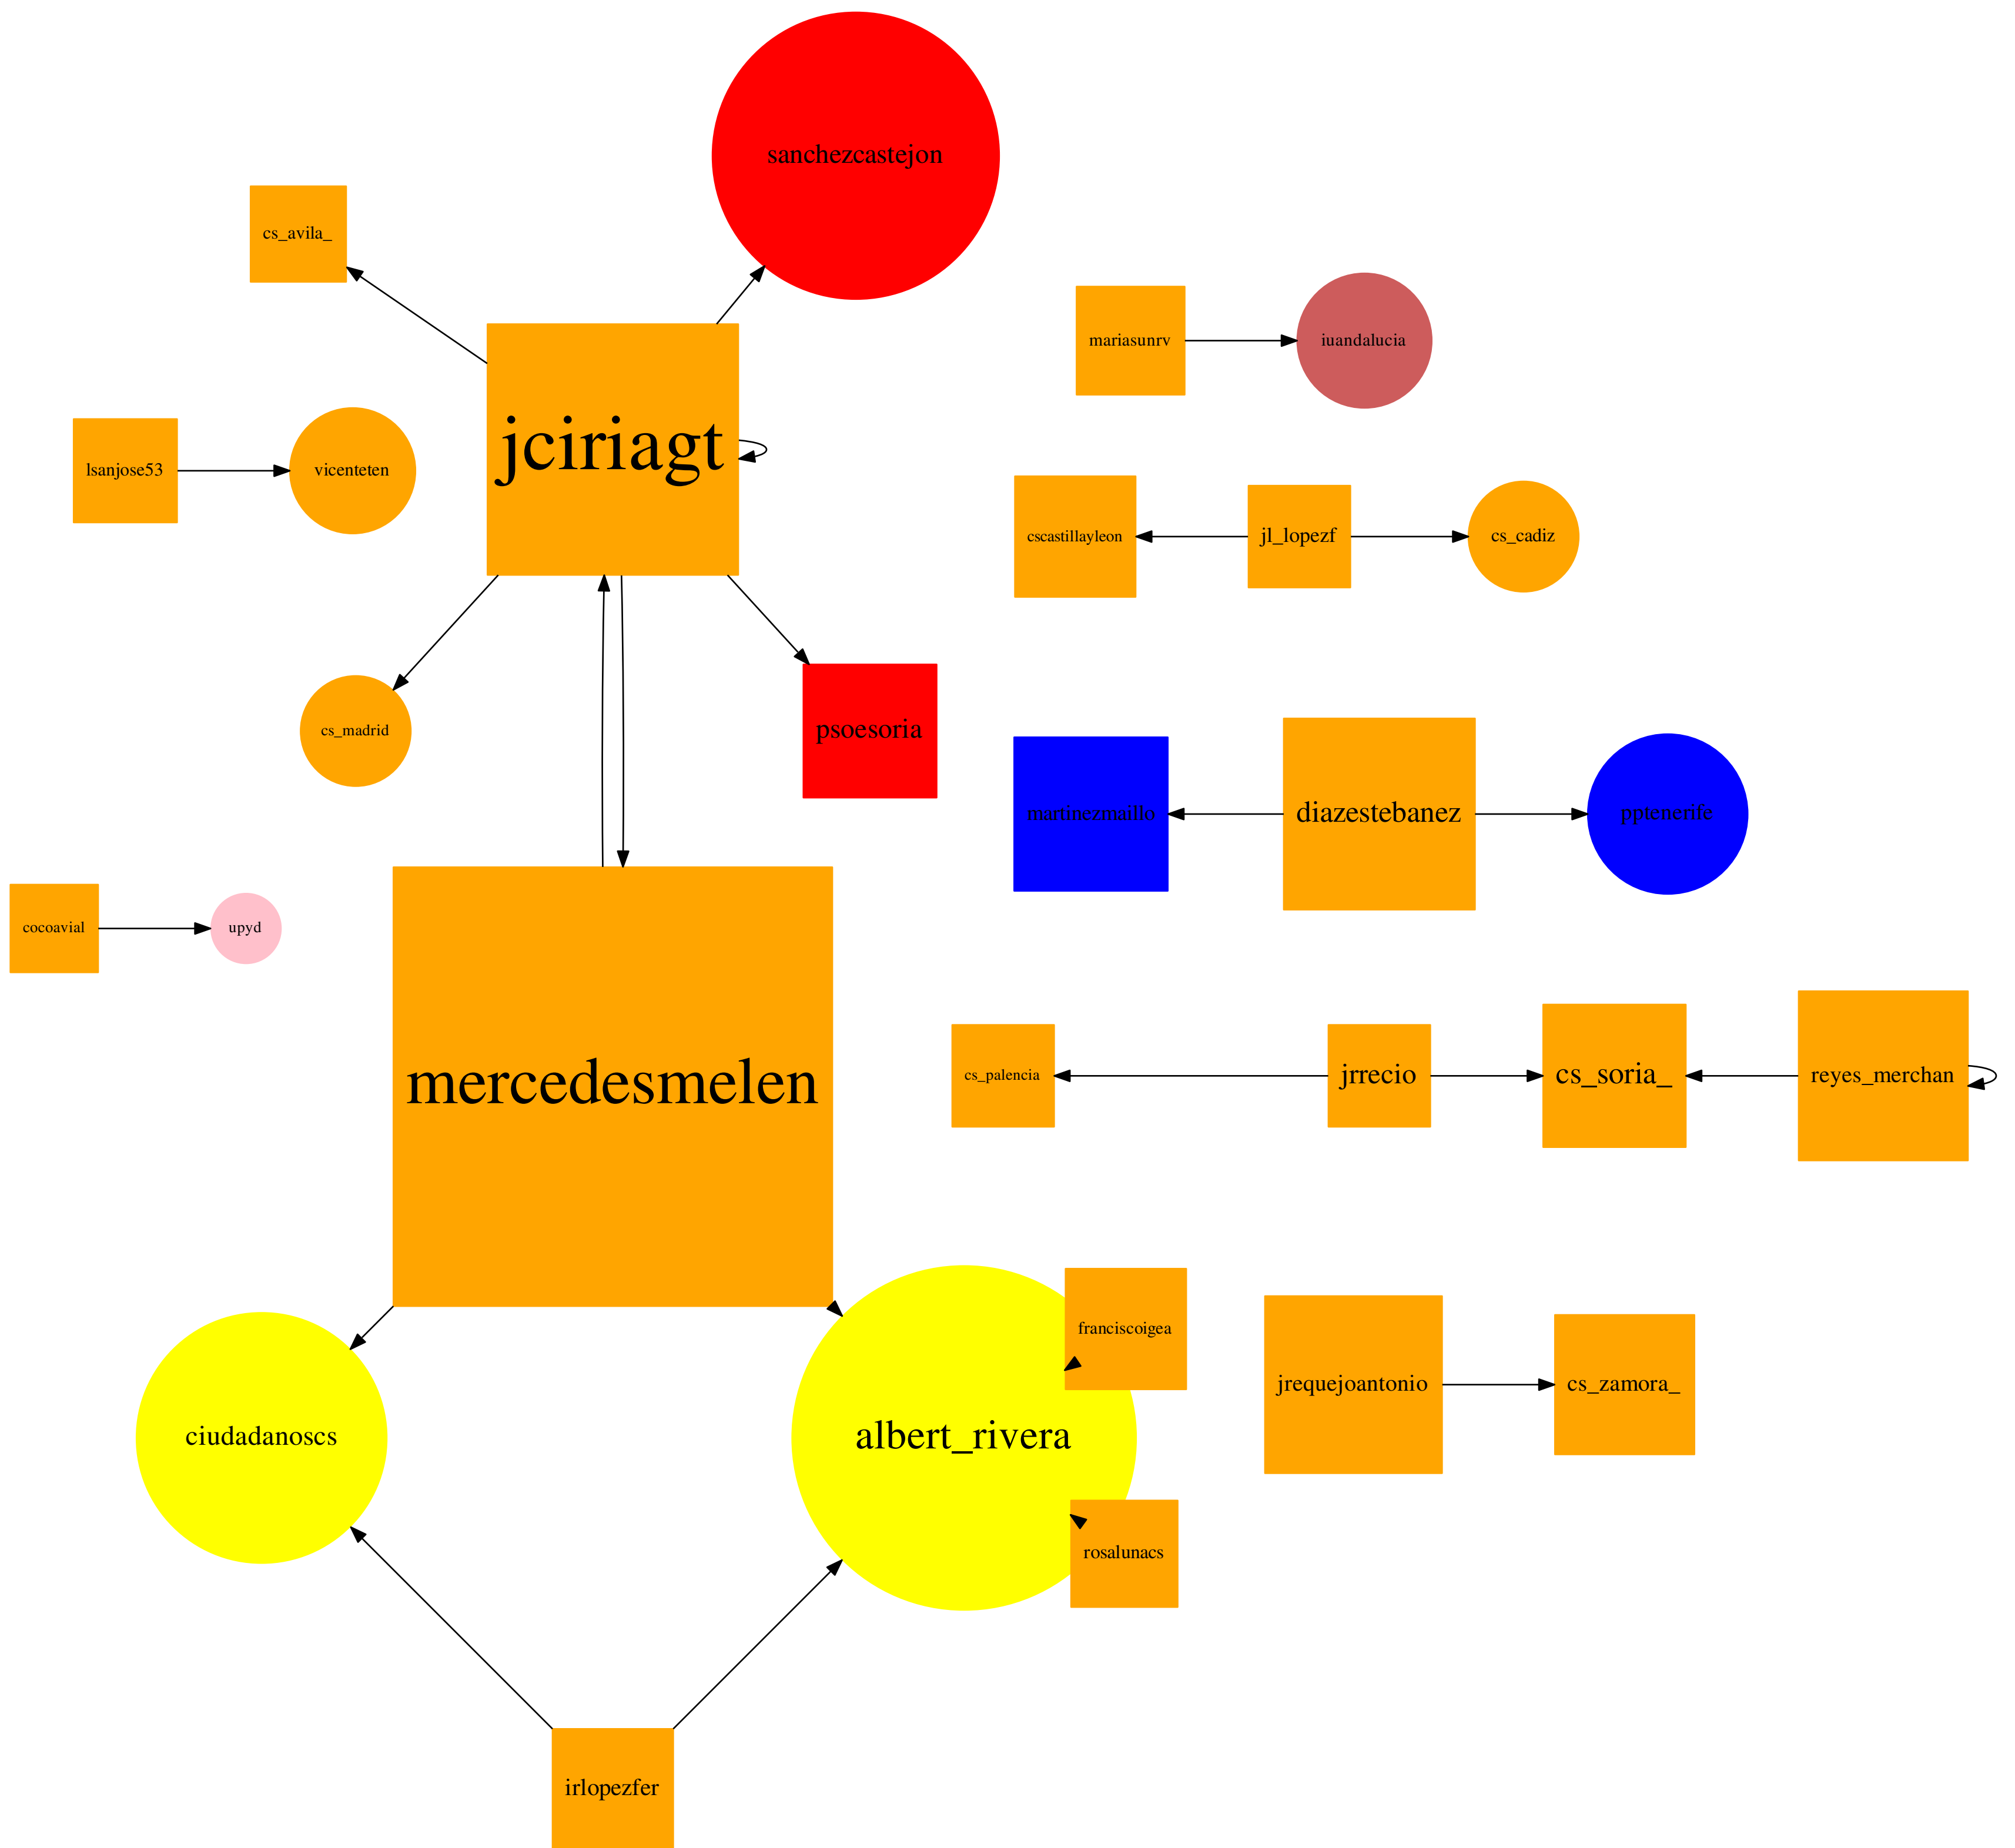 sanchezcastejon
cs_avila_
mariasunrv
iuandalucia
jciriagt
lsanjose53
vicenteten
cscastillayleon
jl_lopezf
cs_cadiz
cs_madrid
psoesoria
martinezmaillo
diazestebanez
pptenerife
cocoavial
upyd
mercedesmelen
cs_palencia
jrrecio
cs_soria_
reyes_merchan
franciscoigea
jrequejoantonio
cs_zamora_
ciudadanoscs
albert_rivera
rosalunacs
irlopezfer